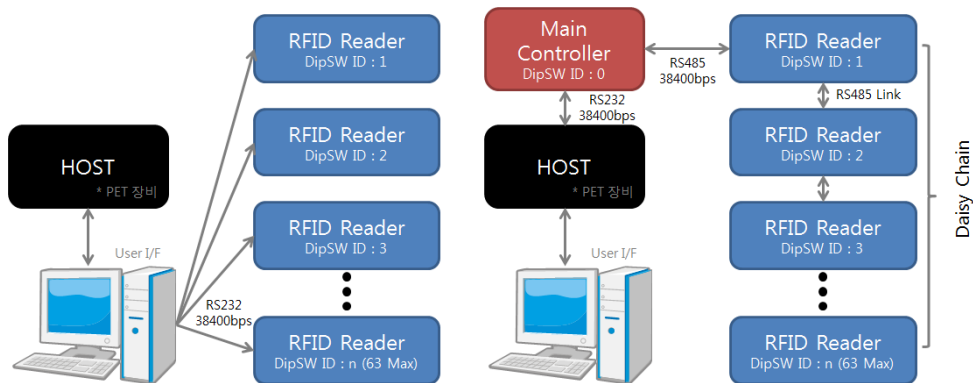 RFID Reader
DipSW ID : 1
RFID Reader
DipSW ID : 2
HOST
* PET 장비
RFID Reader
DipSW ID : 3
User I/F
RS232
38400bps
RFID Reader
DipSW ID : n (63 Max)
Main
Controller
DipSW ID : 0
RS485
38400bps
RFID Reader
DipSW ID : 1
RS232
38400bps
RS485 Link
HOST
* PET 장비
RFID Reader
DipSW ID : 2
RFID Reader
DipSW ID : 3
User I/F
RFID Reader
DipSW ID : n (63 Max)
Daisy Chain